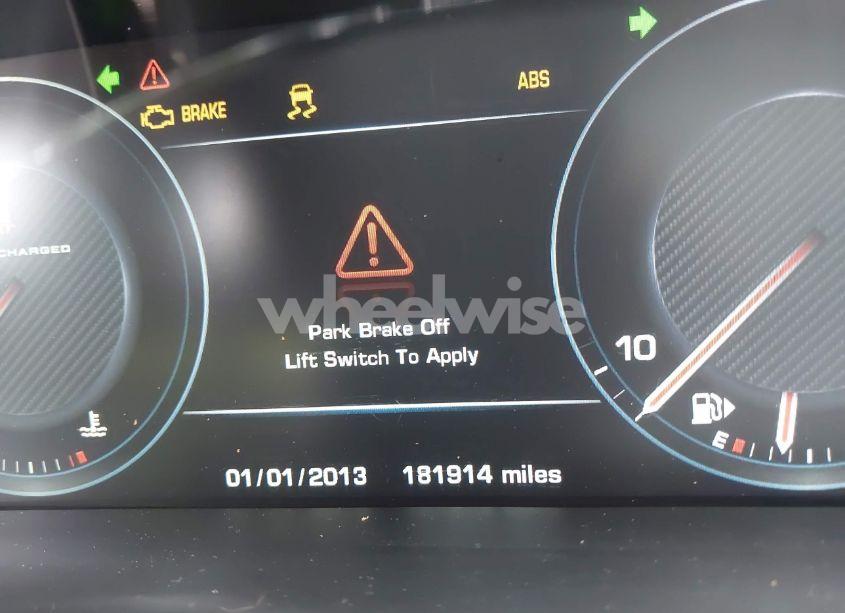 BRAKE
ABS
CHARGED
wheelwise
Park Brake Off
Lift Switch To Apply
10
E
01/01/2013 181914 miles